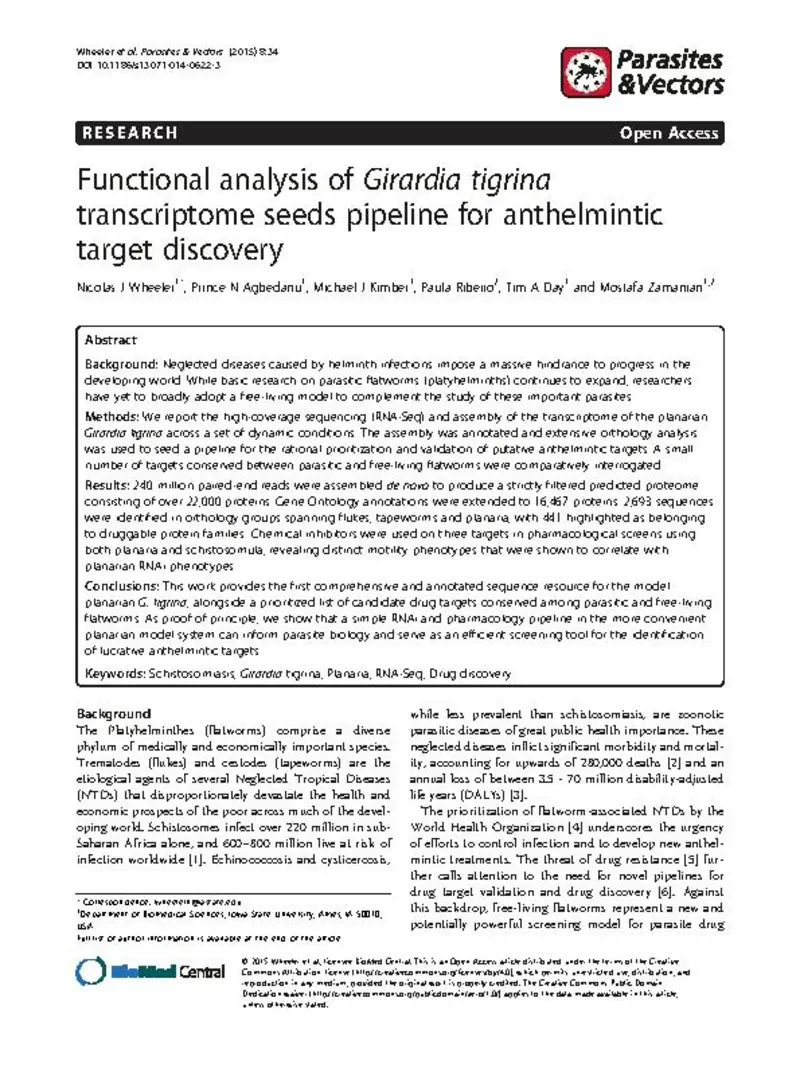 Wheeler et al. Parasites & Vectors (2015) 8:34
DOI 10.1186/s13071-014-0622-3
Parasites
&Vectors
RESEARCH
Open Access
Functional analysis of Girardia tigrina
transcriptome seeds pipeline for anthelmintic
target discovery
Nicolas J Wheeler1*, Prince N Agbedanu1, Michael J Kimber1, Paula Ribeiro2, Tim A Day1 and Mostafa Zamanian1,2
Abstract
Background: Neglected diseases caused by helminth infections impose a massive hindrance to progress in the
developing world. While basic research on parasitic flatworms (platyhelminths) continues to expand, researchers
have yet to broadly adopt a free-living model to complement the study of these important parasites.
Methods: We report the high-coverage sequencing (RNA-Seq) and assembly of the transcriptome of the planarian
Girardia tigrina across a set of dynamic conditions. The assembly was annotated and extensive orthology analysis
was used to seed a pipeline for the rational prioritization and validation of putative anthelmintic targets. A small
number of targets conserved between parasitic and free-living flatworms were comparatively interrogated.
Results: 240 million paired-end reads were assembled de novo to produce a strictly filtered predicted proteome
consisting of over 22,000 proteins. Gene Ontology annotations were extended to 16,467 proteins. 2,693 sequences
were identified in orthology groups spanning flukes, tapeworms and planaria, with 441 highlighted as belonging
to druggable protein families. Chemical inhibitors were used on three targets in pharmacological screens using
both planaria and schistosomula, revealing distinct motility phenotypes that were shown to correlate with
planarian RNAi phenotypes.
Conclusions: This work provides the first comprehensive and annotated sequence resource for the model
planarian G. tigrina, alongside a prioritized list of candidate drug targets conserved among parasitic and free-living
flatworms. As proof of principle, we show that a simple RNAi and pharmacology pipeline in the more convenient
planarian model system can inform parasite biology and serve as an efficient screening tool for the identification
of lucrative anthelmintic targets.
Keywords: Schistosomiasis, Girardia tigrina, Planaria, RNA-Seq, Drug discovery
Background
The Platyhelminthes (flatworms) comprise a diverse
phylum of medically and economically important species.
Trematodes (flukes) and cestodes (tapeworms) are the
etiological agents of several Neglected Tropical Diseases
(NTDs) that disproportionately devastate the health and
economic prospects of the poor across much of the devel-
oping world. Schistosomes infect over 220 million in sub-
Saharan Africa alone, and 600–800 million live at risk of
infection worldwide [1]. Echinococcosis and cysticercosis,
while less prevalent than schistosomiasis, are zoonotic
parasitic diseases of great public health importance. These
neglected diseases inflict significant morbidity and mortal-
ity, accounting for upwards of 280,000 deaths [2] and an
annual loss of between 3.5 - 70 million disability-adjusted
life years (DALYs) [3].
The prioritization of flatworm-associated NTDs by the
World Health Organization [4] underscores the urgency
of efforts to control infection and to develop new anthel-
mintic treatments. The threat of drug resistance [5] fur-
ther calls attention to the need for novel pipelines for
drug target validation and drug discovery [6]. Against
this backdrop, free-living flatworms represent a new and
potentially powerful screening model for parasite drug
* Correspondence:
1Department of Biomedical Sciences, Iowa State University, Ames, IA 50010,
USA
Full list of author information is available at the end of the article
BioMed Central
© 2015 Wheeler et al.; licensee BioMed Central. This is an Open Access article distributed under the terms of the Creative
Commons Attribution License (http://creativecommons.org/licenses/by/4.0), which permits unrestricted use, distribution, and
reproduction in any medium, provided the original work is properly credited. The Creative Commons Public Domain
Dedication waiver (http://creativecommons.org/publicdomain/zero/1.0/) applies to the data made available in this article,
unless otherwise stated.